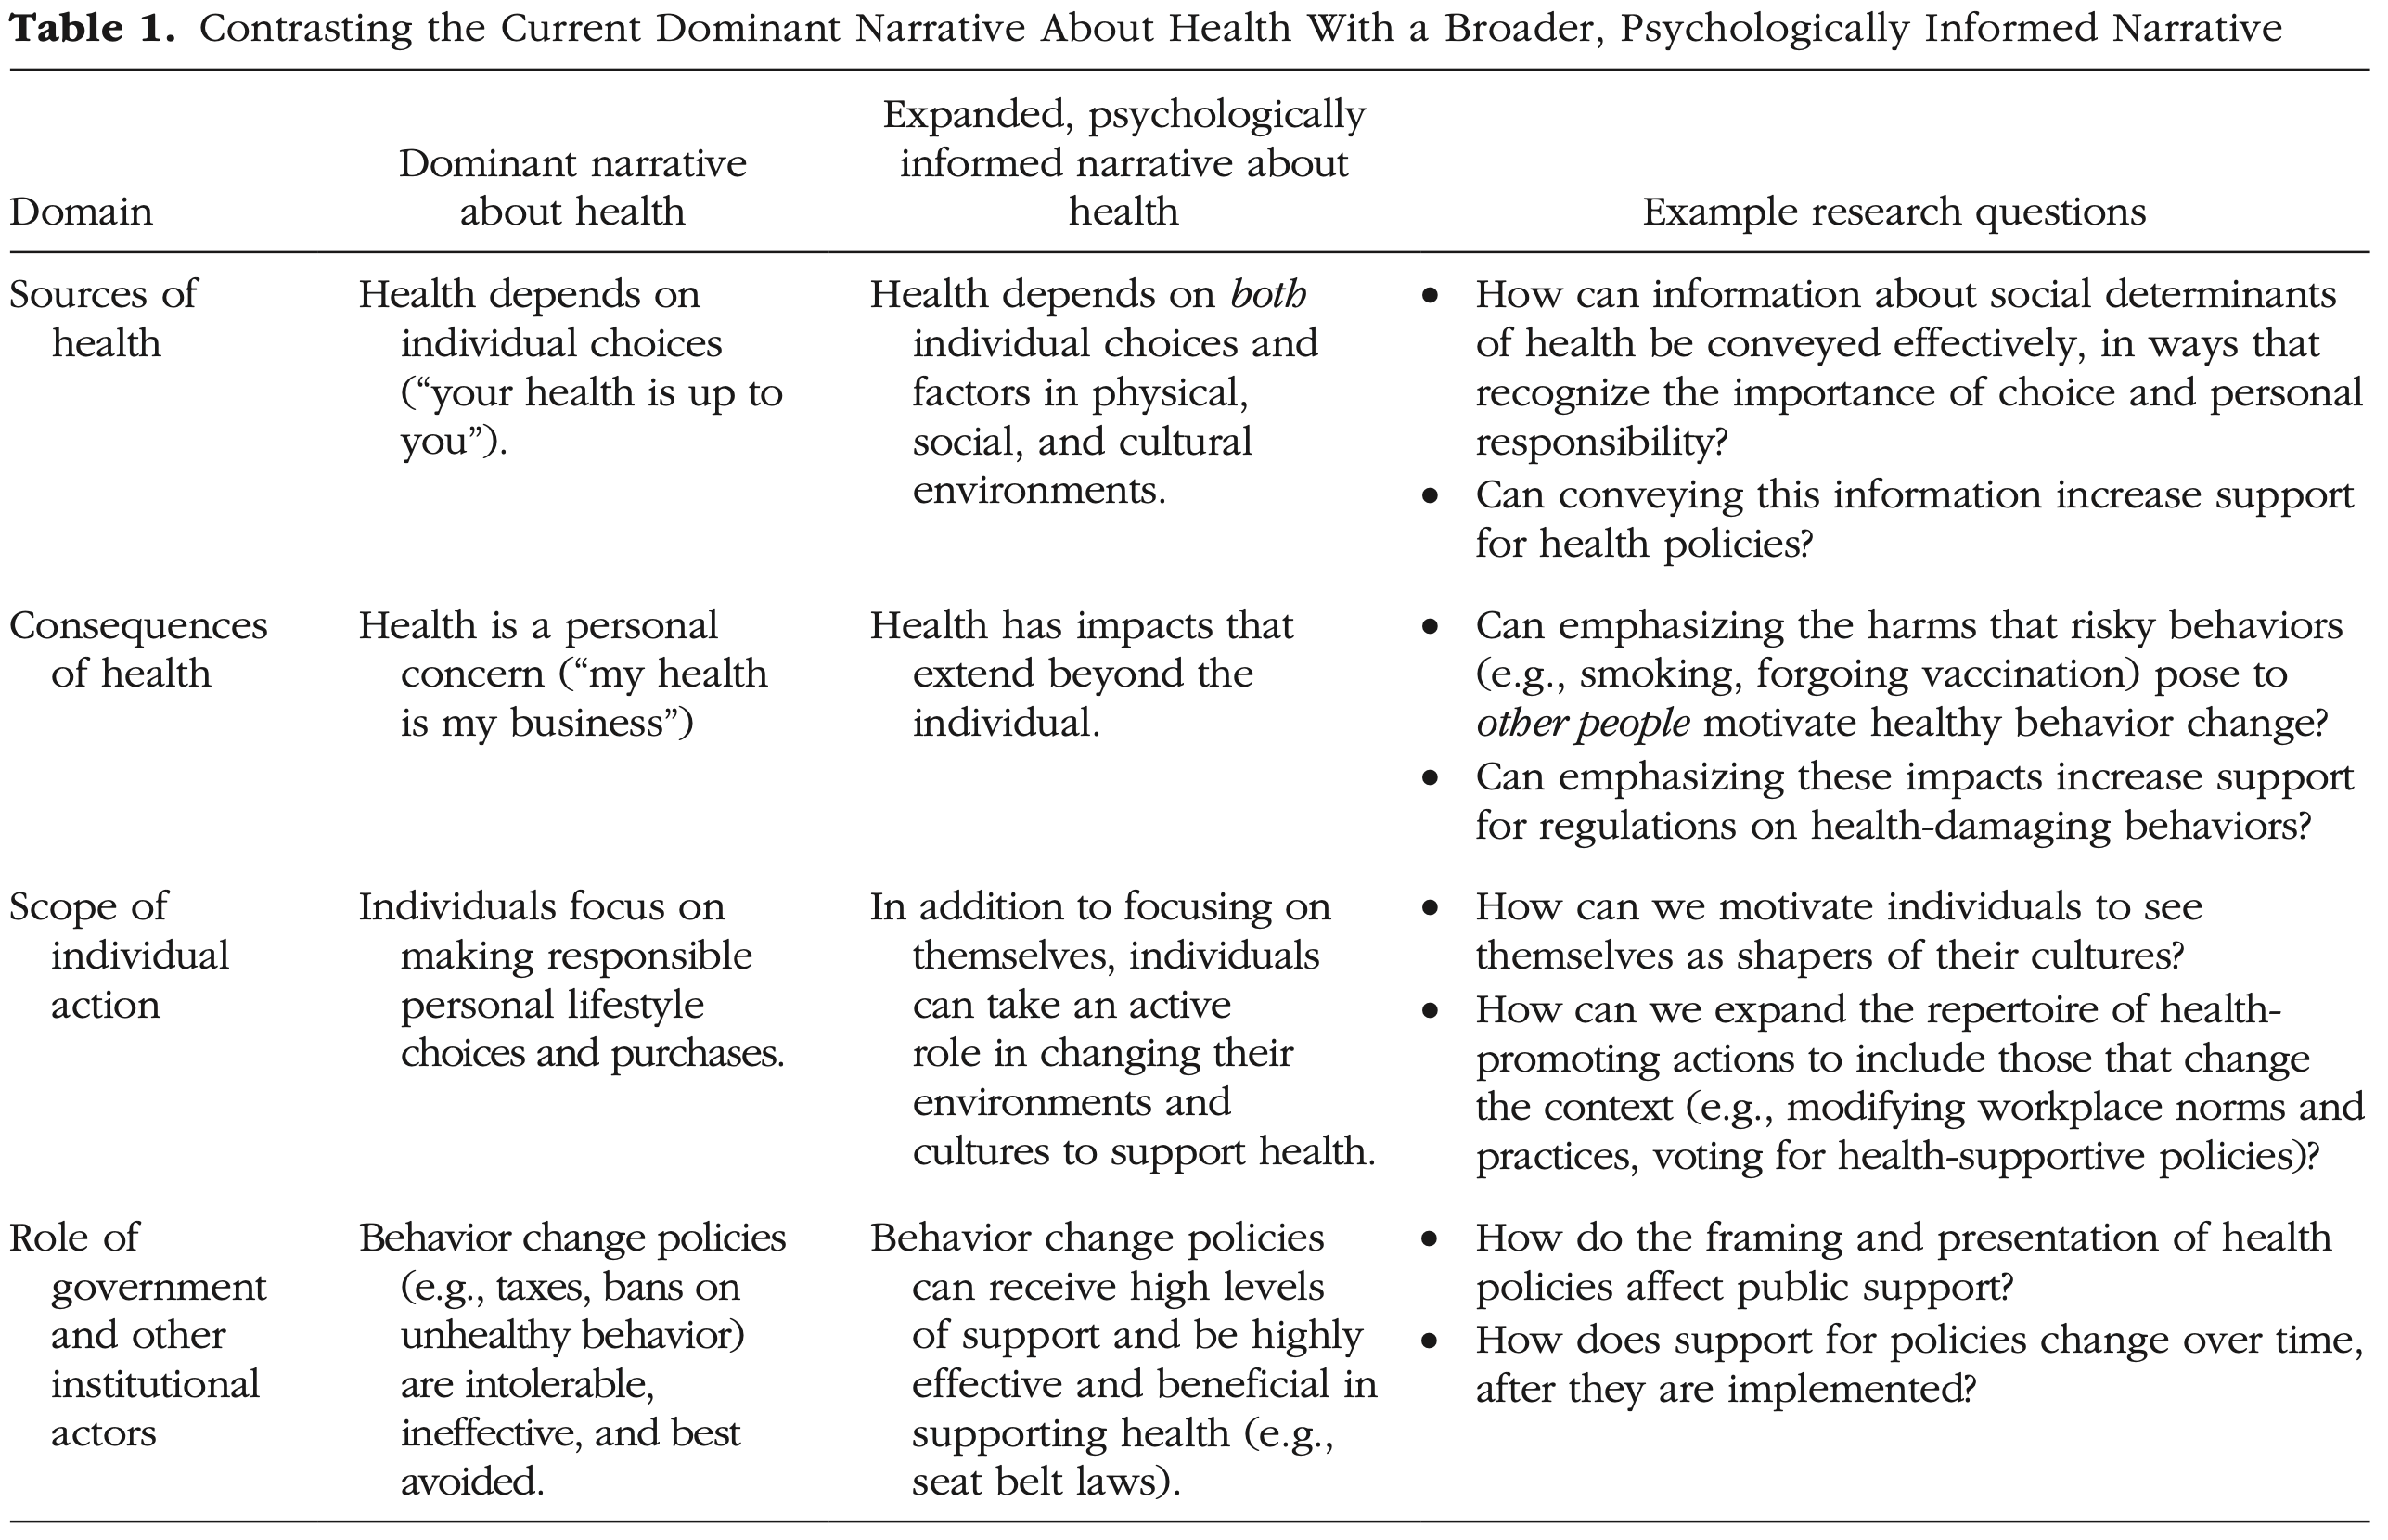 Table 1. Contrasting the Current Dominant Narrative About Health With a Broader, Psychologically Informed Narrative
Domain
Dominant narrative
about health
Expanded, psychologically
informed narrative about
health
Example research questions
Sources of
health
Health depends on
individual choices
(“your health is up to
you”).
Health depends on both
individual choices and
factors in physical,
social, and cultural
environments.
• How can information about social determinants
of health be conveyed effectively, in ways that
recognize the importance of choice and personal
responsibility?
• Can conveying this information increase support
for health policies?
Consequences
of health
Health is a personal
concern (“my health
is my business”)
Health has impacts that
extend beyond the
individual.
• Can emphasizing the harms that risky behaviors
(e.g., smoking, forgoing vaccination) pose to
other people motivate healthy behavior change?
• Can emphasizing these impacts increase support
for regulations on health-damaging behaviors?
Scope of
individual
action
Individuals focus on
making responsible
personal lifestyle
choices and purchases.
In addition to focusing on
themselves, individuals
can take an active
role in changing their
environments and
cultures to support health.
• How can we motivate individuals to see
themselves as shapers of their cultures?
• How can we expand the repertoire of health-
promoting actions to include those that change
the context (e.g., modifying workplace norms and
practices, voting for health-supportive policies)?
Role of
government
and other
institutional
actors
Behavior change policies
(e.g., taxes, bans on
unhealthy behavior)
are intolerable,
ineffective, and best
avoided.
Behavior change policies
can receive high levels
of support and be highly
effective and beneficial in
supporting health (e.g.,
seat belt laws).
• How do the framing and presentation of health
policies affect public support?
• How does support for policies change over time,
after they are implemented?